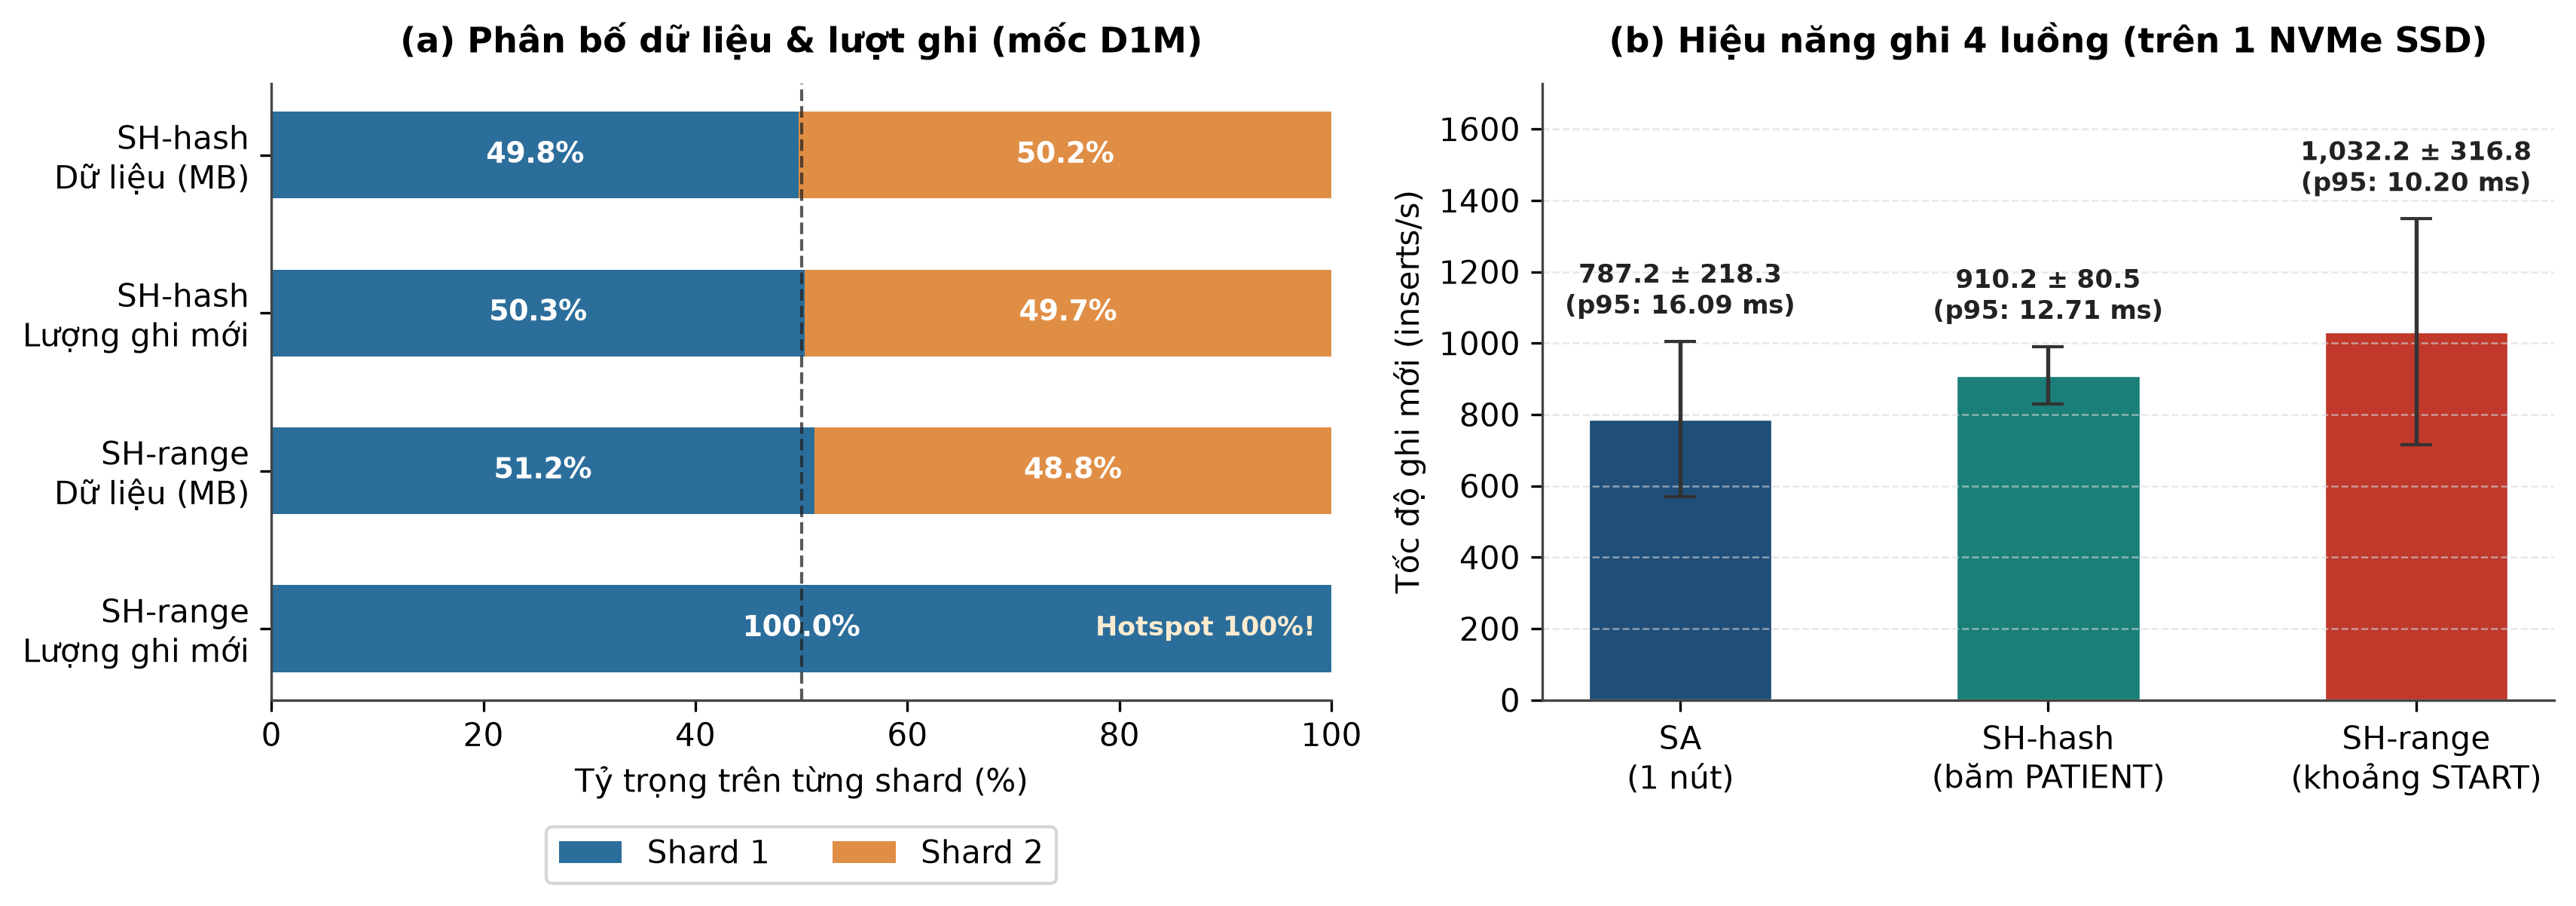 (a) Phân bố dữ liệu & lượt ghi (mốc D1M)
SH-hash
Dữ liệu (MB)
49.8%
50.2%
SH-hash
Lượng ghi mới
50.3%
49.7%
SH-range
Dữ liệu (MB)
51.2%
48.8%
SH-range
Lượng ghi mới
100.0%
Hotspot 100%!
0
20
40
60
80
100
Tỷ trọng trên từng shard (%)
Shard 1
Shard 2
(b) Hiệu năng ghi 4 luồng (trên 1 NVMe SSD)
Tốc độ ghi mới (inserts/s)
1600
1400
1200
1000
800
600
400
200
0
787.2 ± 218.3
(p95: 16.09 ms)
910.2 ± 80.5
(p95: 12.71 ms)
1,032.2 ± 316.8
(p95: 10.20 ms)
SA
(1 nút)
SH-hash
(băm PATIENT)
SH-range
(khoảng START)